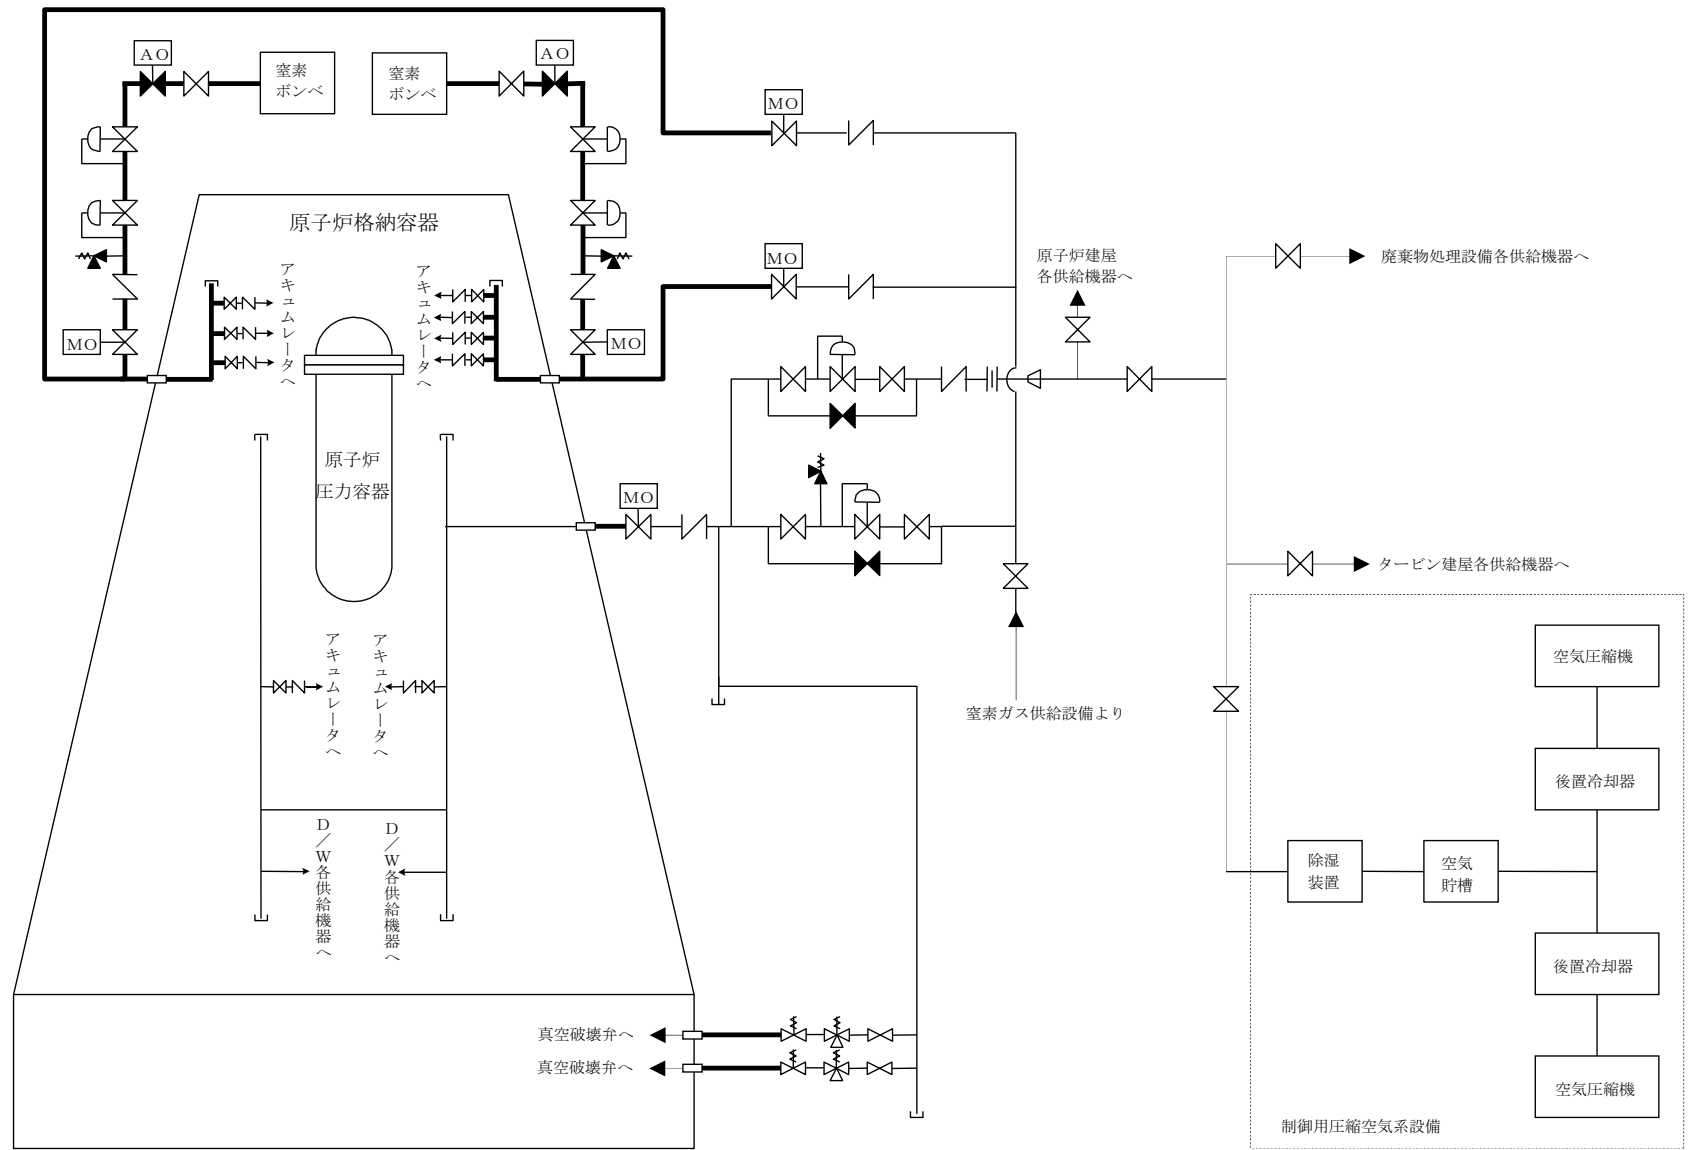 AO
AO
窒素
ボンベ
窒素
ボンベ
MO
原子炉格納容器
MO
原子炉建屋
各供給機器へ
廃棄物処理設備各供給機器へ
アキュムレータへ
アキュムレータへ
MO
MO
原子炉
圧力容器
MO
タービン建屋各供給機器へ
アキュムレータへ
アキュムレータへ
窒素ガス供給設備より
空気圧縮機
後置冷却器
D／W各供給機器へ
D／W各供給機器へ
除湿
装置
空気
貯槽
後置冷却器
真空破壊弁へ
真空破壊弁へ
空気圧縮機
制御用圧縮空気系設備